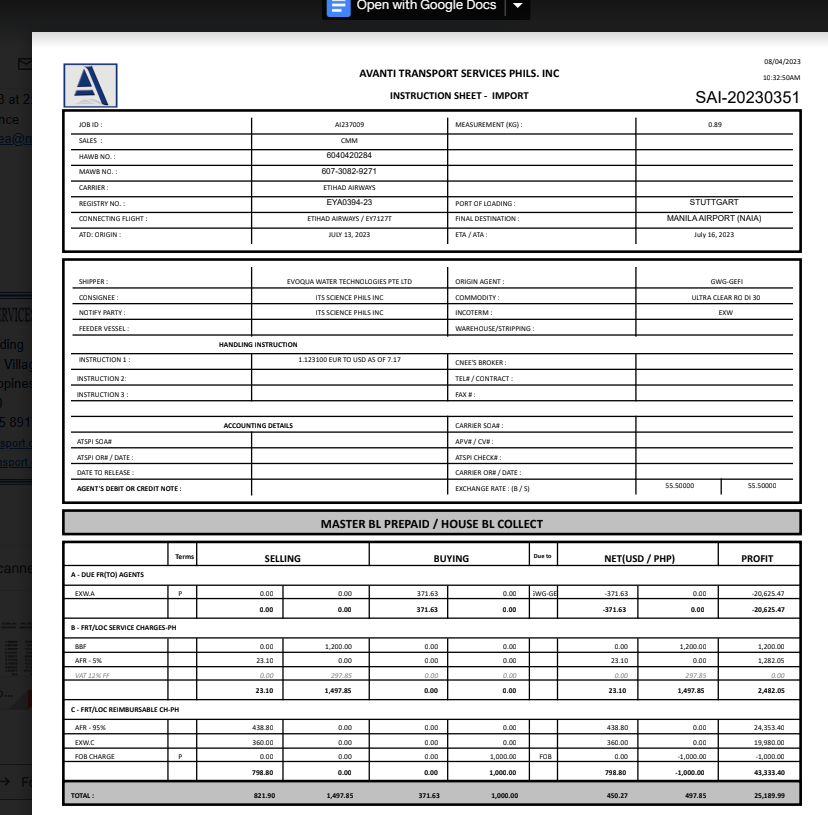 Open with Google Docs
08/04/2023
AVANTI TRANSPORT SERVICES PHILS. INC
10:32:50AM
INSTRUCTION SHEET - IMPORT
SAI-20230351
JOB ID : AI237009 MEASUREMENT (KG) : 0.89
SALES : CMM
HAWB NO. : 6040420284
MAWB NO. : 607-3082-9271
CARRIER : ETIHAD AIRWAYS
REGISTRY NO. : EYA0394-23 PORT OF LOADING : STUTTGART
CONNECTING FLIGHT : ETIHAD AIRWAYS / EY7127T FINAL DESTINATION : MANILA AIRPORT (NAIA)
ATD: ORIGIN : JULY 13, 2023 ETA / ATA : July 16, 2023
SHIPPER : EVOQUA WATER TECHNOLOGIES PTE LTD ORIGIN AGENT : GWG-GEFI
CONSIGNEE : ITS SCIENCE PHILS INC COMMODITY : ULTRA CLEAR RO DI 30
NOTIFY PARTY : ITS SCIENCE PHILS INC INCOTERM : EXW
FEEDER VESSEL : WAREHOUSE/STRIPPING :
HANDLING INSTRUCTION
INSTRUCTION 1 : 1.123100 EUR TO USD AS OF 7.17 CNEE'S BROKER :
INSTRUCTION 2: TEL# / CONTRACT :
INSTRUCTION 3 : FAX # :
ACCOUNTING DETAILS CARRIER SOA# :
ATSPI SOA# APV# / CV# :
ATSPI OR# / DATE : ATSPI CHECK# :
DATE TO RELEASE : CARRIER OR# / DATE :
AGENT'S DEBIT OR CREDIT NOTE : EXCHANGE RATE : (B / S) 55.50000 55.50000
MASTER BL PREPAID / HOUSE BL COLLECT
Terms SELLING BUYING Due to NET(USD / PHP) PROFIT
A - DUE FR(TO) AGENTS
EXW.A P 0.00 0.00 371.63 0.00 GWG-GE -371.63 0.00 -20,625.47
0.00 0.00 371.63 0.00 -371.63 0.00 -20,625.47
B - FRT/LOC SERVICE CHARGES-PH
BBF 0.00 1,200.00 0.00 0.00 0.00 1,200.00 1,200.00
AFR - 5% 23.10 0.00 0.00 0.00 23.10 0.00 1,282.05
VAT 12% FF 0.00 297.85 0.00 0.00 0.00 297.85 0.00
23.10 1,497.85 0.00 0.00 23.10 1,497.85 2,482.05
C - FRT/LOC REIMBURSABLE CH-PH
AFR - 95% 438.80 0.00 0.00 0.00 438.80 0.00 24,353.40
EXW.C 360.00 0.00 0.00 0.00 360.00 0.00 19,980.00
FOB CHARGE P 0.00 0.00 0.00 1,000.00 FOB 0.00 -1,000.00 -1,000.00
798.80 0.00 0.00 1,000.00 798.80 -1,000.00 43,333.40
TOTAL : 821.90 1,497.85 371.63 1,000.00 450.27 497.85 25,189.99